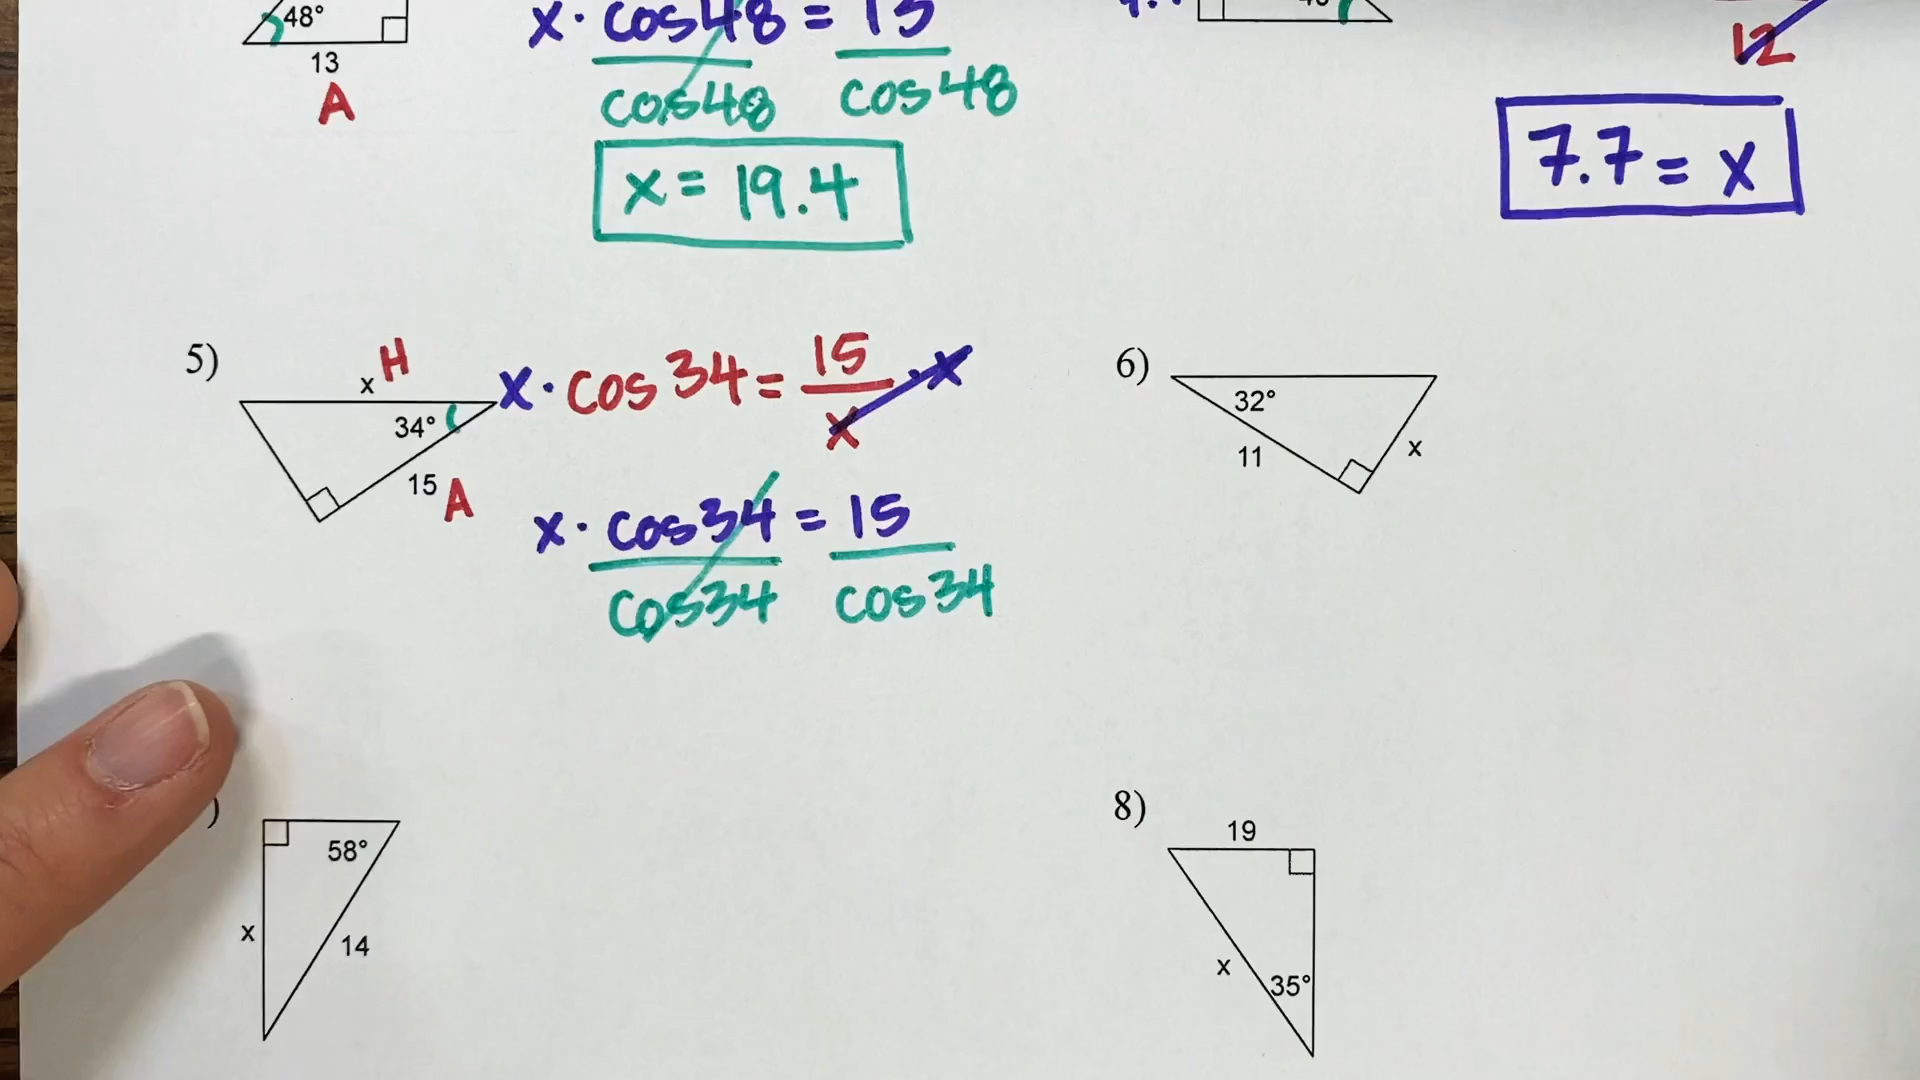 48°
13
A
x · cos48 = 13
cos48 cos48
x = 19.4
12
7.7 = x
5)
H
x
34°
15
A
x · cos 34 = 15 · x
x
x · cos34 = 15
cos34 cos34
6)
32°
11
x
)
58°
x
14
8)
19
x
35°